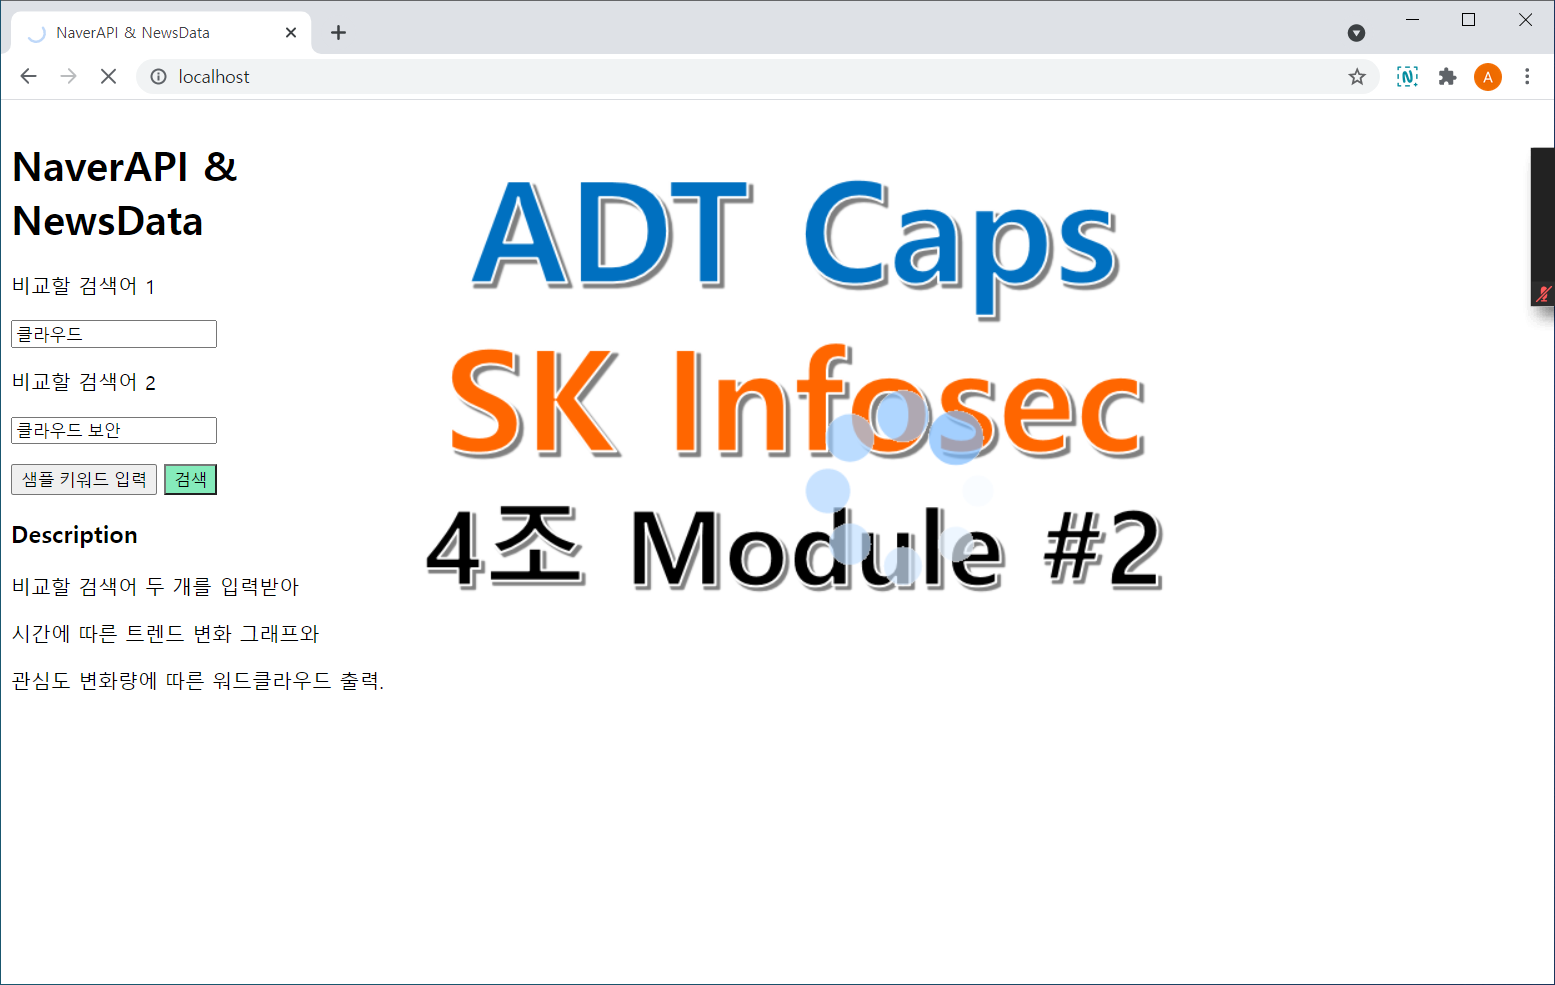 NaverAPI & NewsData
localhost
A
NaverAPI &
NewsData
비교할 검색어 1
클라우드
비교할 검색어 2
클라우드 보안
샘플 키워드 입력 검색
Description
비교할 검색어 두 개를 입력받아
시간에 따른 트렌드 변화 그래프와
관심도 변화량에 따른 워드클라우드 출력.
ADT Caps
SK Infosec
4조 Module #2